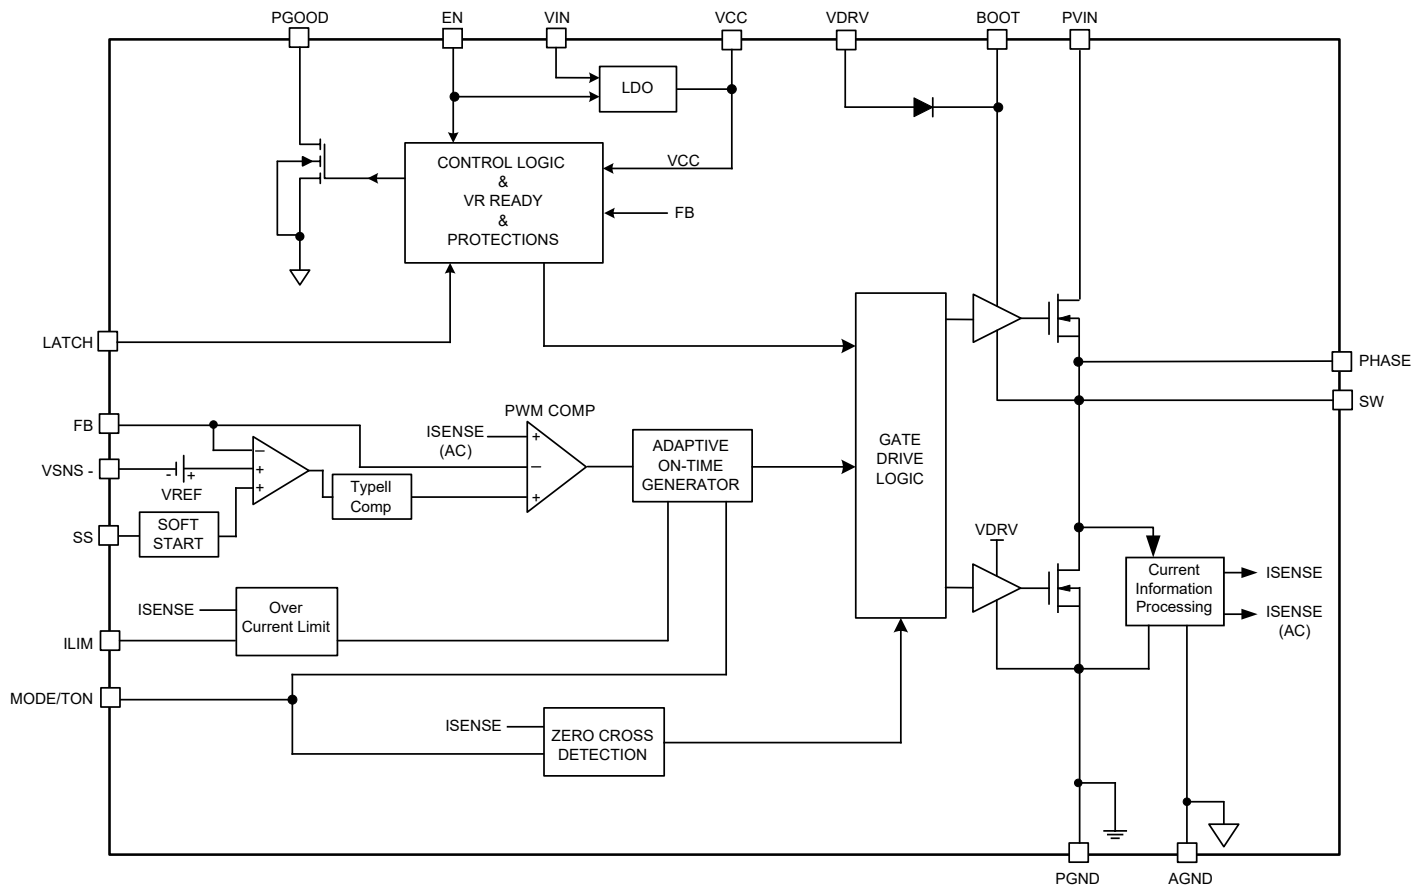 PGOOD
EN
VIN
VCC
VDRV
BOOT
PVIN
LDO
CONTROL LOGIC
&
VR READY
&
PROTECTIONS
VCC
FB
LATCH
PHASE
SW
FB
VSNS -
- +
VREF
SS
SOFT
START
−
+
+
TypeII
Comp
PWM COMP
ISENSE
(AC)
+
−
+
ADAPTIVE
ON-TIME
GENERATOR
GATE
DRIVE
LOGIC
VDRV
Current
Information
Processing
ISENSE
ISENSE
(AC)
ISENSE
Over
Current Limit
ILIM
MODE/TON
ISENSE
ZERO CROSS
DETECTION
PGND
AGND